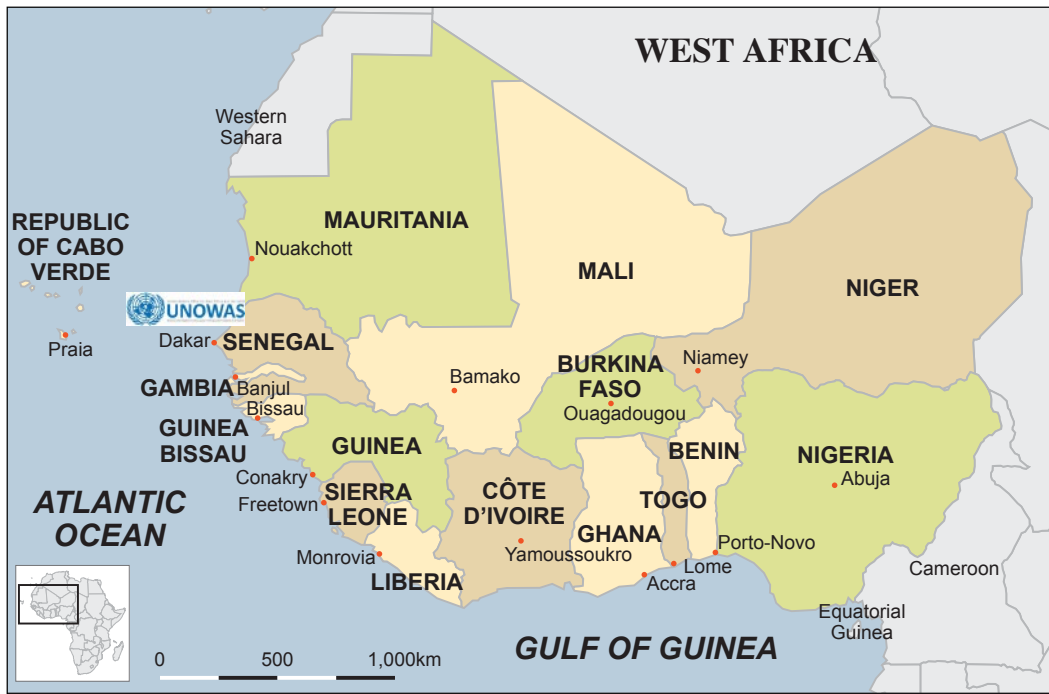 WEST AFRICA
Western
Sahara
MAURITANIA
REPUBLIC
OF CABO
VERDE
Nouakchott
MALI
NIGER
UNOWAS
Praia
Dakar
SENEGAL
BURKINA
FASO
Niamey
Bamako
GAMBIA
Banjul
Bissau
Ouagadougou
GUINEA
BISSAU
GUINEA
BENIN
NIGERIA
Conakry
Abuja
SIERRA
LEONE
CÔTE
D'IVOIRE
TOGO
Freetown
ATLANTIC
OCEAN
GHANA
Yamoussoukro
Porto-Novo
Monrovia
LIBERIA
Lome
Accra
Cameroon
Equatorial
Guinea
GULF OF GUINEA
0 500 1,000km